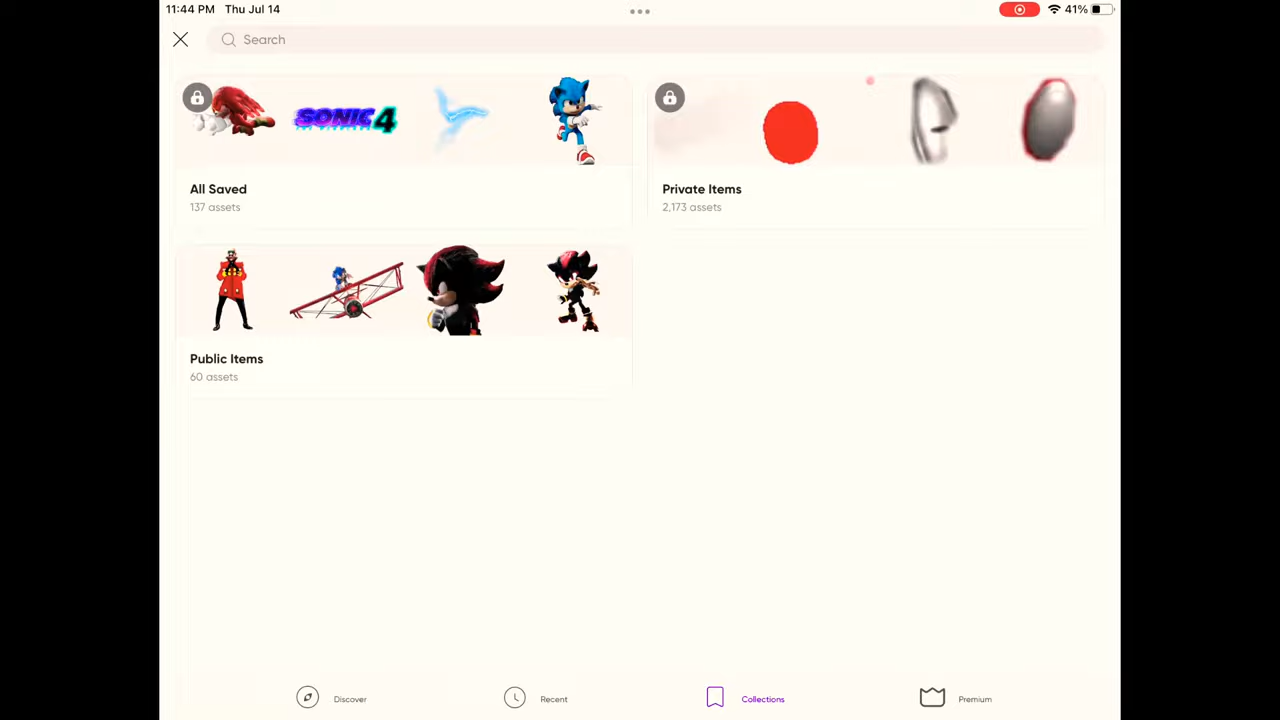 11:44 PM Thu Jul 14
41%
Search
SONIC 4
All Saved
137 assets
Private Items
2,173 assets
Public Items
60 assets
Discover
Recent
Collections
Premium